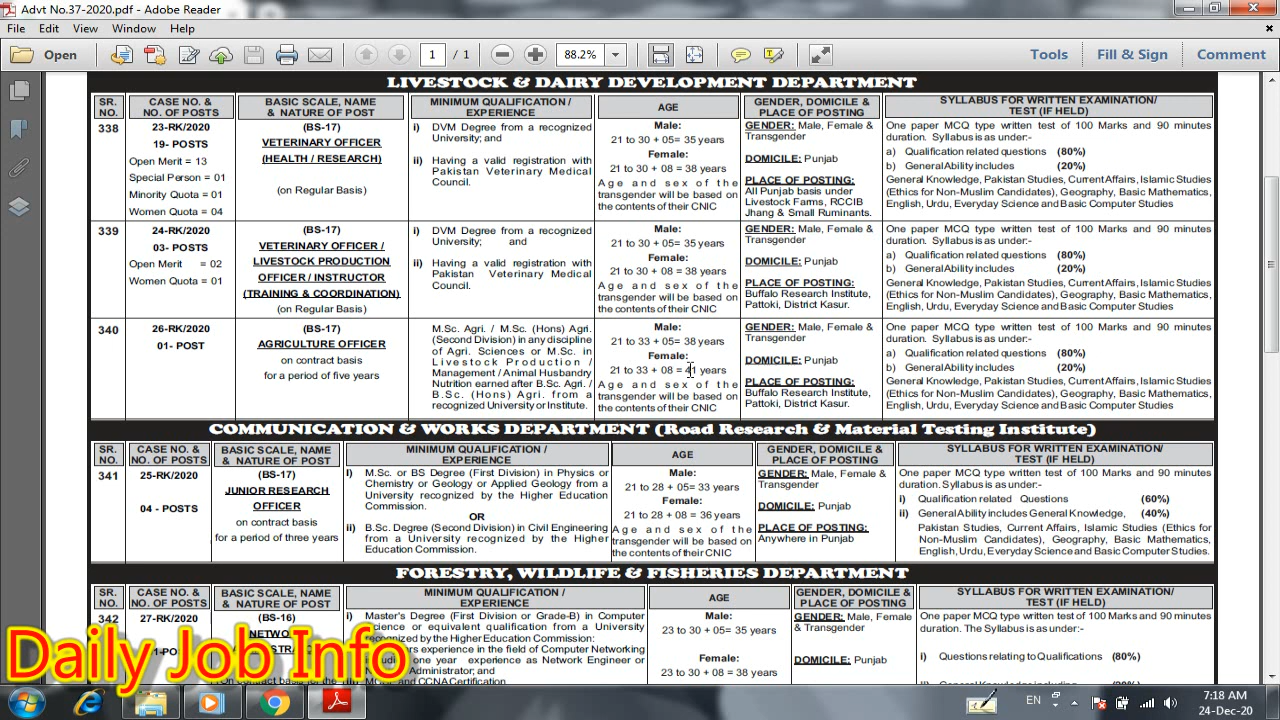 Advt No.37-2020.pdf - Adobe Reader
File Edit View Window Help
Open 1 / 1 88.2% Tools Fill & Sign Comment
LIVESTOCK & DAIRY DEVELOPMENT DEPARTMENT
SR. NO.
CASE NO. & NO. OF POSTS
BASIC SCALE, NAME & NATURE OF POST
MINIMUM QUALIFICATION / EXPERIENCE
AGE
GENDER, DOMICILE & PLACE OF POSTING
SYLLABUS FOR WRITTEN EXAMINATION/ TEST (IF HELD)
338
23-RK/2020
19- POSTS
Open Merit = 13
Special Person = 01
Minority Quota = 01
Women Quota = 04
(BS-17)
VETERINARY OFFICER
(HEALTH / RESEARCH)
(on Regular Basis)
i) DVM Degree from a recognized
University; and
ii) Having a valid registration with
Pakistan Veterinary Medical
Council.
Male:
21 to 30 + 05= 35 years
Female:
21 to 30 + 08 = 38 years
Age and sex of the
transgender will be based on
the contents of their CNIC
GENDER: Male, Female &
Transgender
DOMICILE: Punjab
PLACE OF POSTING:
All Punjab basis under
Livestock Farms, RCCIB
Jhang & Small Ruminants.
One paper MCQ type written test of 100 Marks and 90 minutes
duration. Syllabus is as under:-
a) Qualification related questions (80%)
b) General Ability includes (20%)
General Knowledge, Pakistan Studies, Current Affairs, Islamic Studies
(Ethics for Non-Muslim Candidates), Geography, Basic Mathematics,
English, Urdu, Everyday Science and Basic Computer Studies
339
24-RK/2020
03- POSTS
Open Merit = 02
Women Quota = 01
(BS-17)
VETERINARY OFFICER /
LIVESTOCK PRODUCTION
OFFICER / INSTRUCTOR
(TRAINING & COORDINATION)
(on Regular Basis)
i) DVM Degree from a recognized
University; and
ii) Having a valid registration with
Pakistan Veterinary Medical
Council.
Male:
21 to 30 + 05= 35 years
Female:
21 to 30 + 08 = 38 years
Age and sex of the
transgender will be based on
the contents of their CNIC
GENDER: Male, Female &
Transgender
DOMICILE: Punjab
PLACE OF POSTING:
Buffalo Research Institute,
Pattoki, District Kasur.
One paper MCQ type written test of 100 Marks and 90 minutes
duration. Syllabus is as under:-
a) Qualification related questions (80%)
b) General Ability includes (20%)
General Knowledge, Pakistan Studies, Current Affairs, Islamic Studies
(Ethics for Non-Muslim Candidates), Geography, Basic Mathematics,
English, Urdu, Everyday Science and Basic Computer Studies
340
26-RK/2020
01- POST
(BS-17)
AGRICULTURE OFFICER
on contract basis
for a period of five years
M.Sc. Agri. / M.Sc. (Hons) Agri.
(Second Division) in any discipline
of Agri. Sciences or M.Sc. in
Livestock Production /
Management / Animal Husbandry
Nutrition earned after B.Sc. Agri. /
B.Sc. (Hons) Agri. from a
recognized University or Institute.
Male:
21 to 33 + 05= 38 years
Female:
21 to 33 + 08 = 41 years
Age and sex of the
transgender will be based on
the contents of their CNIC
GENDER: Male, Female &
Transgender
DOMICILE: Punjab
PLACE OF POSTING:
Buffalo Research Institute,
Pattoki, District Kasur.
One paper MCQ type written test of 100 Marks and 90 minutes
duration. Syllabus is as under:-
a) Qualification related questions (80%)
b) General Ability includes (20%)
General Knowledge, Pakistan Studies, Current Affairs, Islamic Studies
(Ethics for Non-Muslim Candidates), Geography, Basic Mathematics,
English, Urdu, Everyday Science and Basic Computer Studies
COMMUNICATION & WORKS DEPARTMENT (Road Research & Material Testing Institute)
SR. NO.
CASE NO. & NO. OF POSTS
BASIC SCALE, NAME & NATURE OF POST
MINIMUM QUALIFICATION / EXPERIENCE
AGE
GENDER, DOMICILE & PLACE OF POSTING
SYLLABUS FOR WRITTEN EXAMINATION/ TEST (IF HELD)
341
25-RK/2020
04 - POSTS
(BS-17)
JUNIOR RESEARCH
OFFICER
on contract basis
for a period of three years
i) M.Sc. or BS Degree (First Division) in Physics or
Chemistry or Geology or Applied Geology from a
University recognized by the Higher Education
Commission.
OR
ii) B.Sc. Degree (Second Division) in Civil Engineering
from a University recognized by the Higher
Education Commission.
Male:
21 to 28 + 05= 33 years
Female:
21 to 28 + 08 = 36 years
Age and sex of the
transgender will be based on
the contents of their CNIC
GENDER: Male, Female &
Transgender
DOMICILE: Punjab
PLACE OF POSTING:
Anywhere in Punjab
One paper MCQ type written test of 100 Marks and 90 minutes
duration. Syllabus is as under:-
i) Qualification related Questions (60%)
ii) General Ability includes General Knowledge, (40%)
Pakistan Studies, Current Affairs, Islamic Studies (Ethics for
Non-Muslim Candidates), Geography, Basic Mathematics,
English, Urdu, Everyday Science and Basic Computer Studies.
FORESTRY, WILDLIFE & FISHERIES DEPARTMENT
SR. NO.
CASE NO. & NO. OF POSTS
BASIC SCALE, NAME & NATURE OF POST
MINIMUM QUALIFICATION / EXPERIENCE
AGE
GENDER, DOMICILE & PLACE OF POSTING
SYLLABUS FOR WRITTEN EXAMINATION/ TEST (IF HELD)
342
27-RK/2020
(BS-16)
i) Master's Degree (First Division or Grade-B) in Computer
or equivalent qualification from a University
recognized by the Higher Education Commission:
experience in the field of Computer Networking
one year experience as Network Engineer or
Administrator; and
and CCNA Certification
Male:
23 to 30 + 05= 35 years
Female:
23 to 30 + 08 = 38 years
GENDER: Male, Female
& Transgender
DOMICILE: Punjab
One paper MCQ type written test of 100 Marks and 90 minutes
duration. The Syllabus is as under:-
i) Questions relating to Qualifications (80%)
Daily Job Info
EN
7:18 AM
24-Dec-20